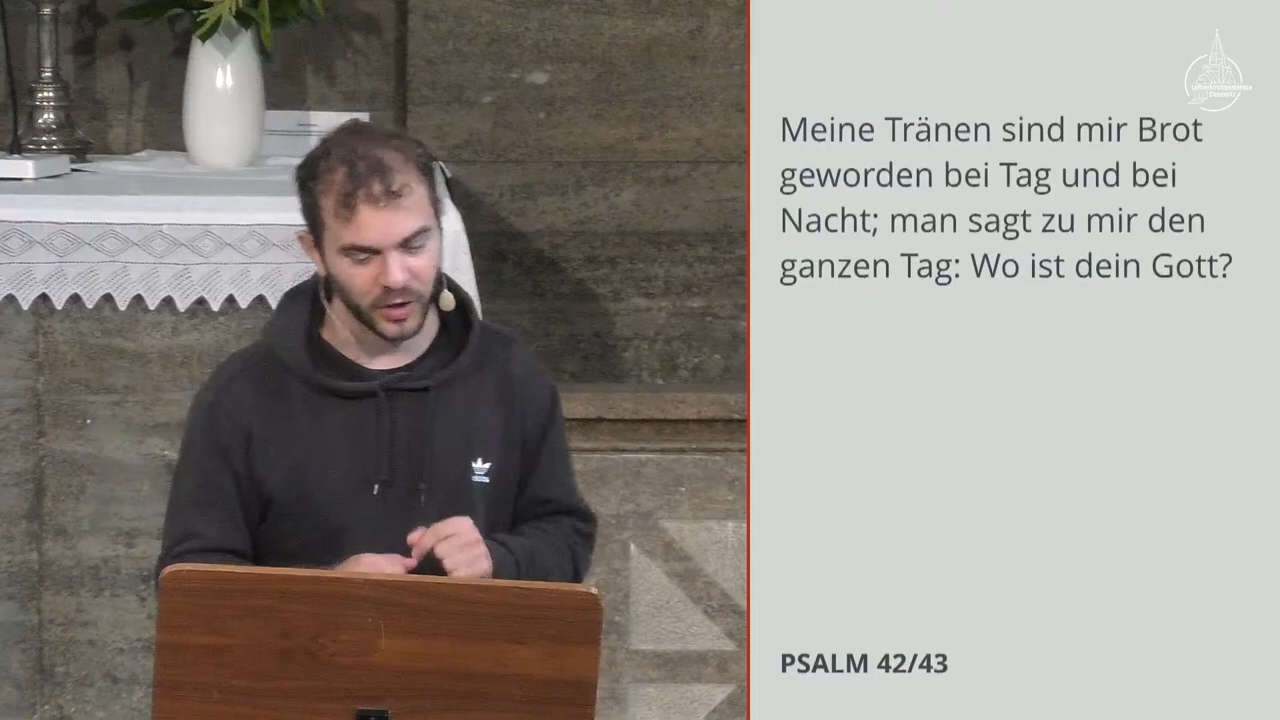 Meine Tränen sind mir Brot
geworden bei Tag und bei
Nacht; man sagt zu mir den
ganzen Tag: Wo ist dein Gott?
PSALM 42/43